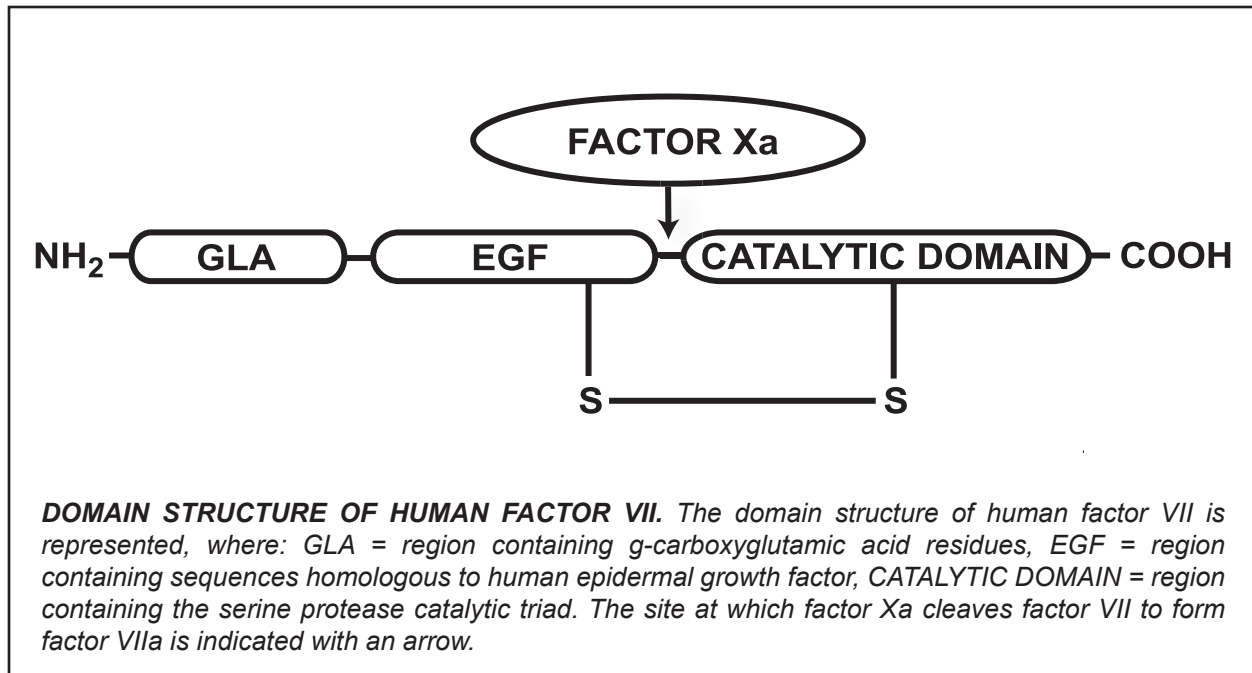 FACTOR Xa
NH₂ GLA EGF CATALYTIC DOMAIN COOH
S S
DOMAIN STRUCTURE OF HUMAN FACTOR VII. The domain structure of human factor VII is
represented, where: GLA = region containing g-carboxyglutamic acid residues, EGF = region
containing sequences homologous to human epidermal growth factor, CATALYTIC DOMAIN = region
containing the serine protease catalytic triad. The site at which factor Xa cleaves factor VII to form
factor VIIa is indicated with an arrow.